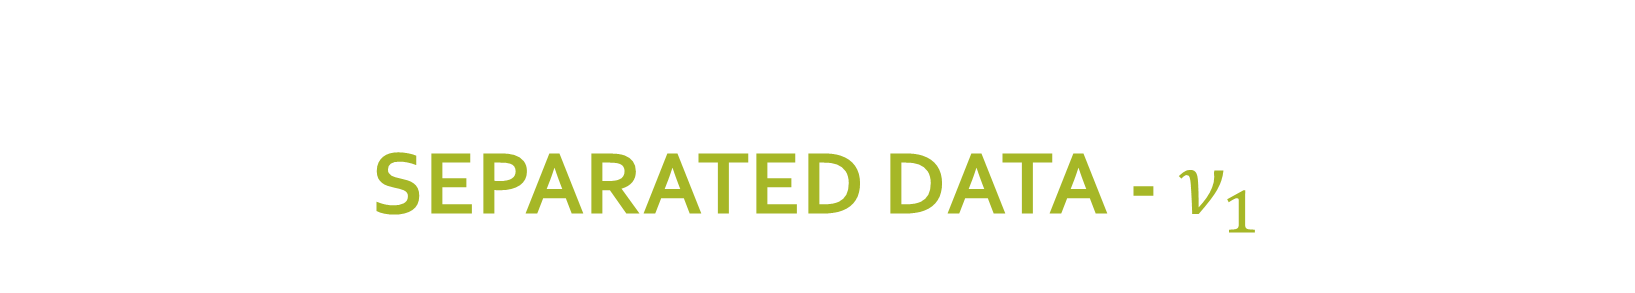 SEPARATED DATA - 𝜈₁